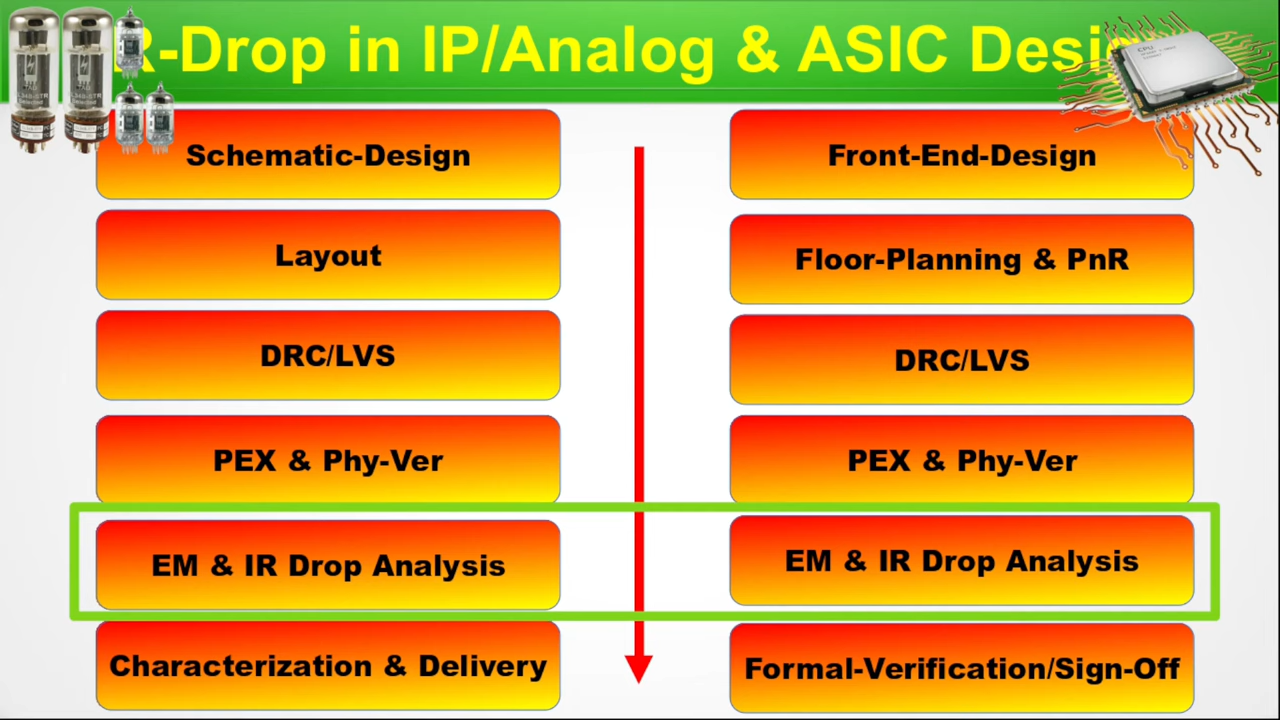 R-Drop in IP/Analog & ASIC Desi
Schematic-Design
Front-End-Design
Layout
Floor-Planning & PnR
DRC/LVS
DRC/LVS
PEX & Phy-Ver
PEX & Phy-Ver
EM & IR Drop Analysis
EM & IR Drop Analysis
Characterization & Delivery
Formal-Verification/Sign-Off
CPU